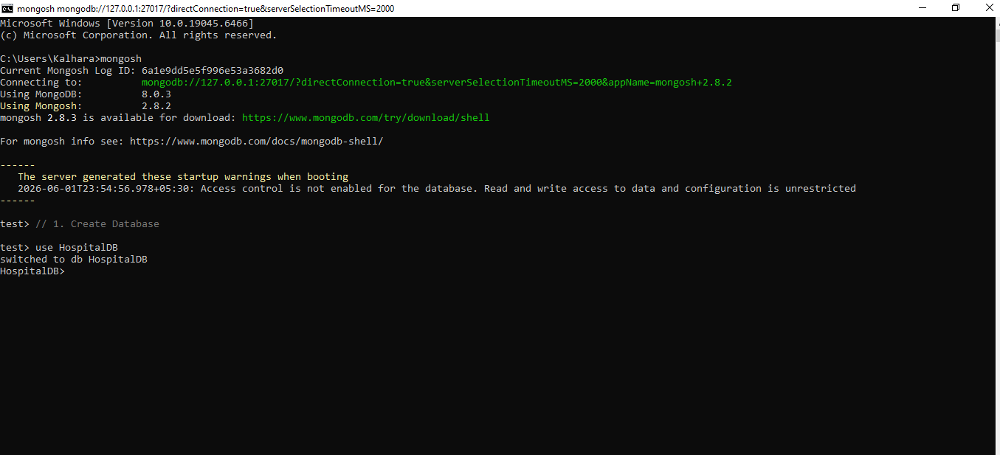 mongosh mongodb://127.0.0.1:27017/?directConnection=true&serverSelectionTimeoutMS=2000
Microsoft Windows [Version 10.0.19045.6466]
(c) Microsoft Corporation. All rights reserved.
C:\Users\Kalhara>mongosh
Current Mongosh Log ID: 6a1e9dd5e5f996e53a3682d0
Connecting to: mongodb://127.0.0.1:27017/?directConnection=true&serverSelectionTimeoutMS=2000&appName=mongosh+2.8.2
Using MongoDB: 8.0.3
Using Mongosh: 2.8.2
mongosh 2.8.3 is available for download: https://www.mongodb.com/try/download/shell
For mongosh info see: https://www.mongodb.com/docs/mongodb-shell/
------
The server generated these startup warnings when booting
2026-06-01T23:54:56.978+05:30: Access control is not enabled for the database. Read and write access to data and configuration is unrestricted
------
test> // 1. Create Database
test> use HospitalDB
switched to db HospitalDB
HospitalDB>